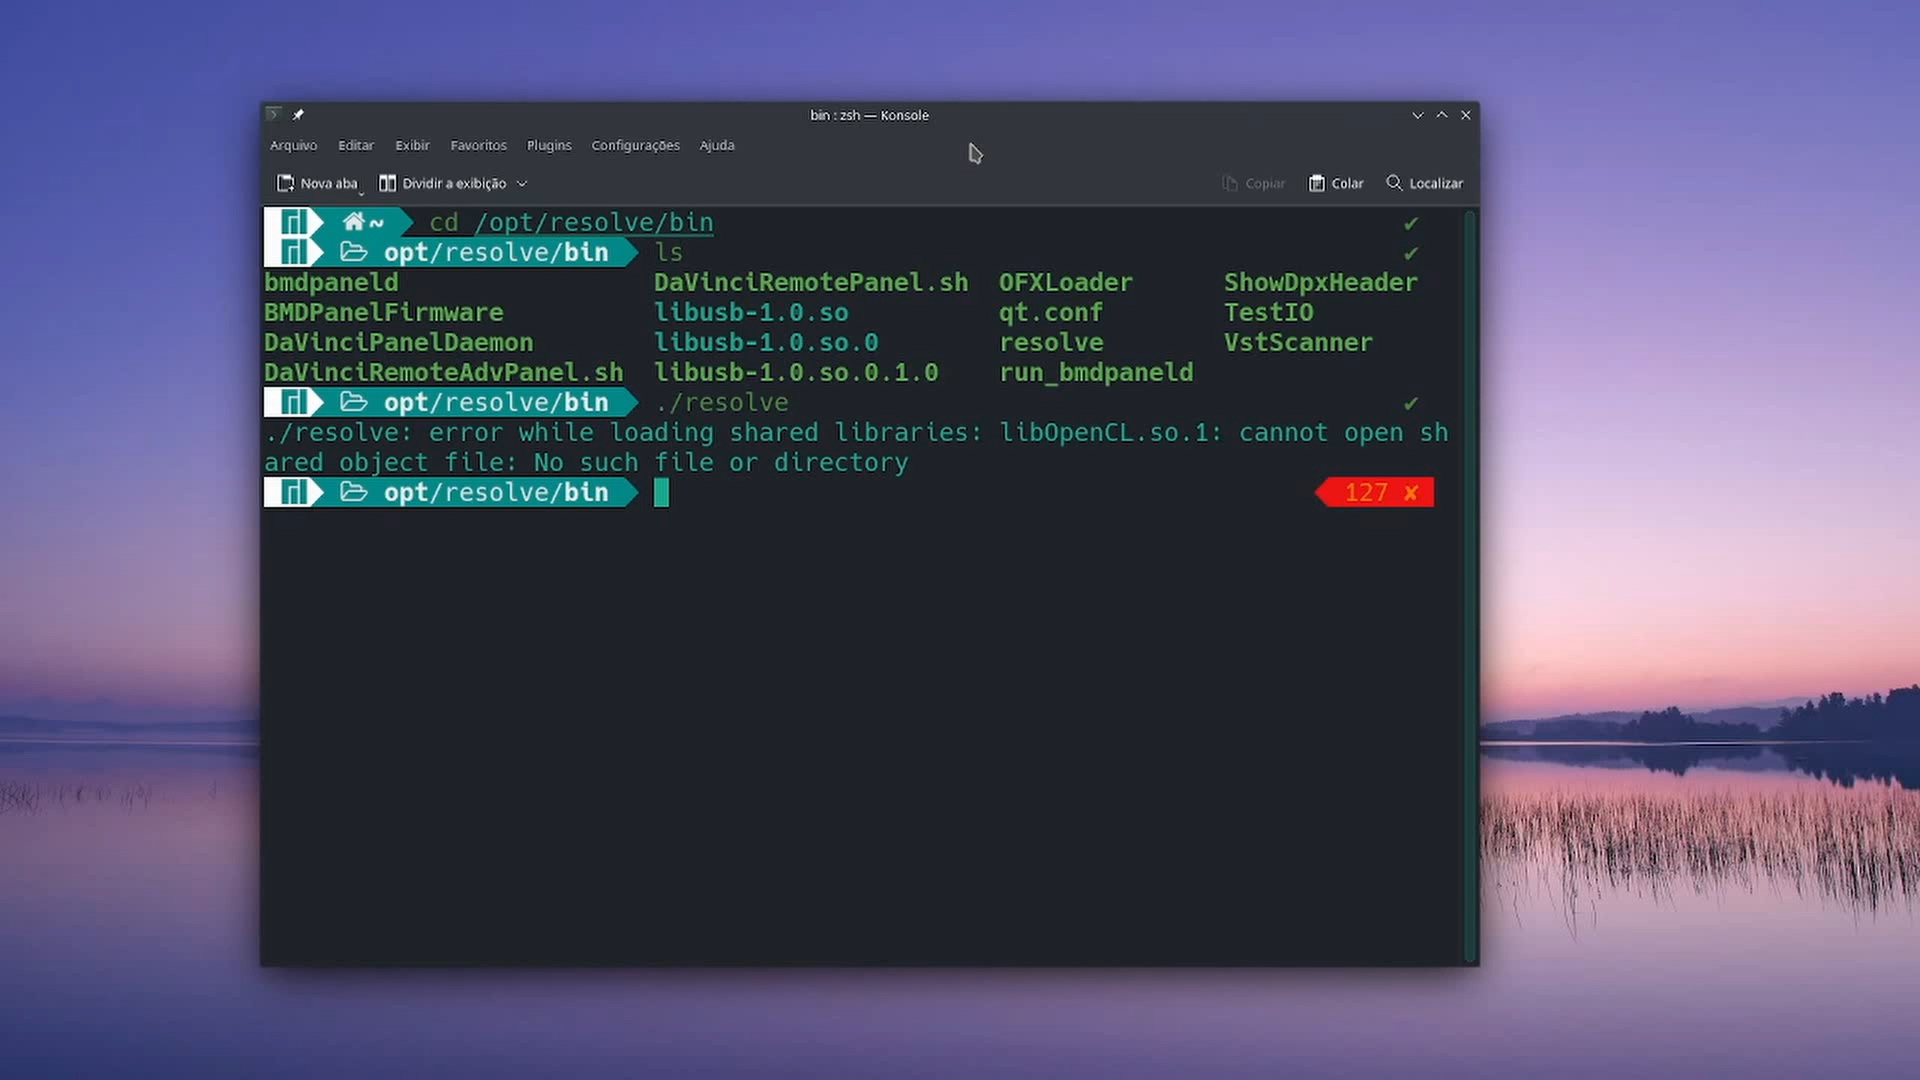 bin : zsh — Konsole
Arquivo Editar Exibir Favoritos Plugins Configurações Ajuda
Nova aba Dividir a exibição Copiar Colar Localizar
~ cd /opt/resolve/bin ✔
opt/resolve/bin ls ✔
bmdpaneld DaVinciRemotePanel.sh OFXLoader ShowDpxHeader
BMDPanelFirmware libusb-1.0.so qt.conf TestIO
DaVinciPanelDaemon libusb-1.0.so.0 resolve VstScanner
DaVinciRemoteAdvPanel.sh libusb-1.0.so.0.1.0 run_bmdpaneld
opt/resolve/bin ./resolve ✔
./resolve: error while loading shared libraries: libOpenCL.so.1: cannot open sh
ared object file: No such file or directory
opt/resolve/bin 127 ✘